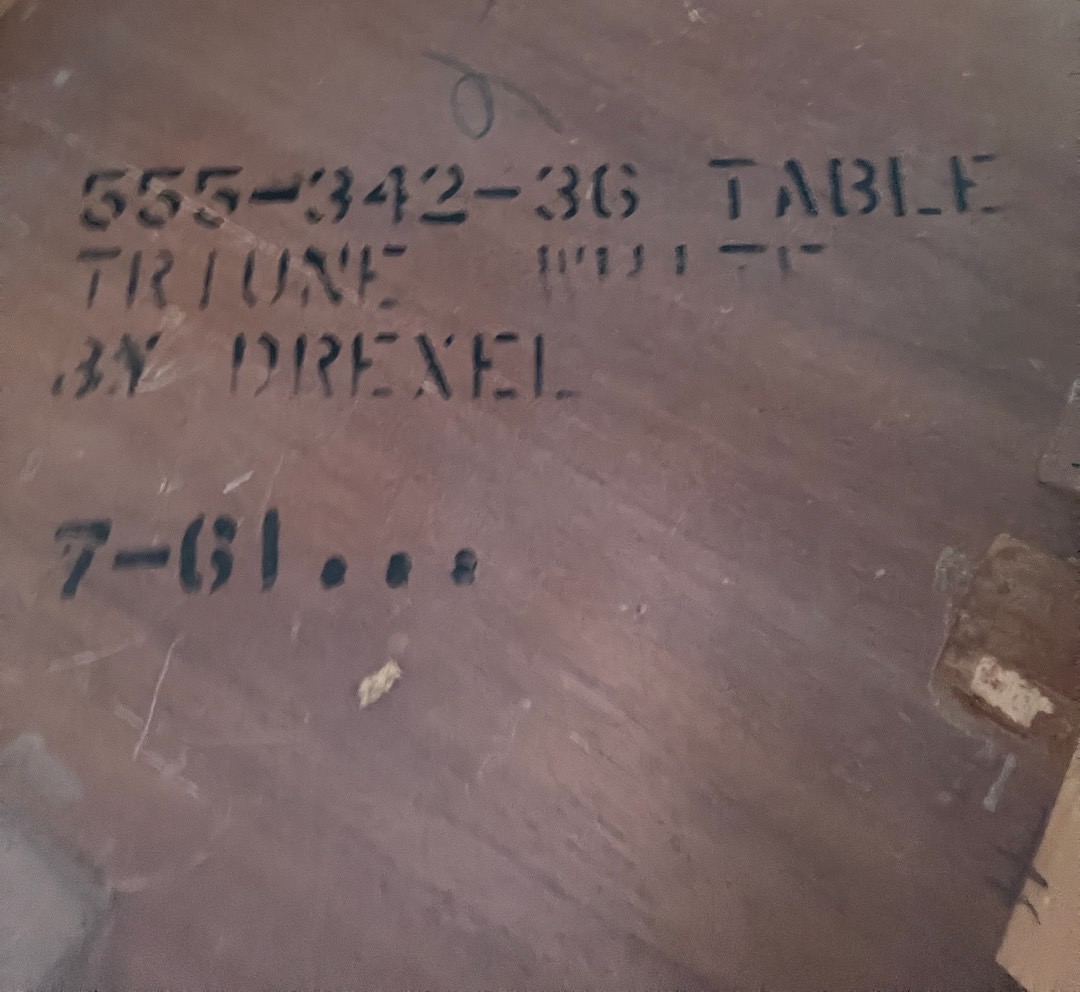 555-342-36 TABLE
TRIUNE
BY DREXEL
7-61...